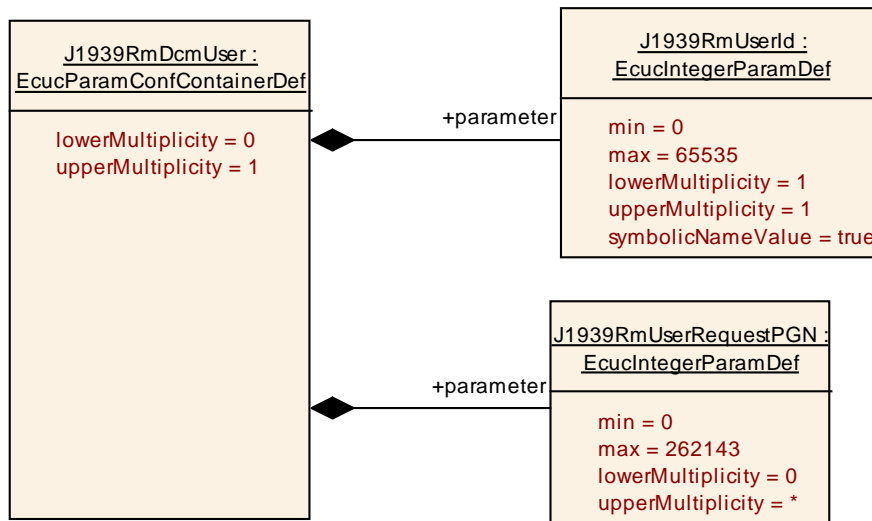 J1939RmDcmUser :
EcucParamConfContainerDef
lowerMultiplicity = 0
upperMultiplicity = 1
+parameter
J1939RmUserId :
EcucIntegerParamDef
min = 0
max = 65535
lowerMultiplicity = 1
upperMultiplicity = 1
symbolicNameValue = true
+parameter
J1939RmUserRequestPGN :
EcucIntegerParamDef
min = 0
max = 262143
lowerMultiplicity = 0
upperMultiplicity = *